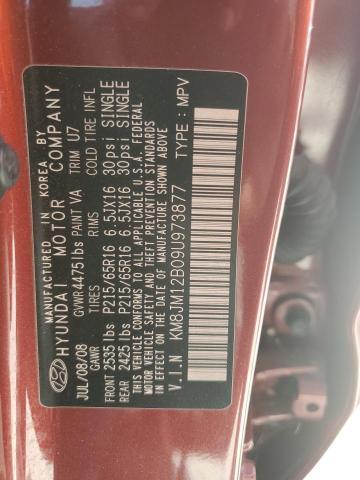 MANUFACTURED IN KOREA BY
HYUNDAI MOTOR COMPANY
JUL/08/08 GVWR 4475lbs PAINT VA TRIM U7
GAWR TIRES RIMS COLD TIRE INFL
FRONT 2535 lbs P215/65R16 6.5JX16 30psi SINGLE
REAR 2425 lbs P215/65R16 6.5JX16 30psi SINGLE
THIS VEHICLE CONFORMS TO ALL APPLICABLE U.S.A. FEDERAL
MOTOR VEHICLE SAFETY, BUMPER, AND THEFT PREVENTION STANDARDS
IN EFFECT ON THE DATE OF MANUFACTURE SHOWN ABOVE
V.I.N KM8JM12B09U973877 TYPE : MPV